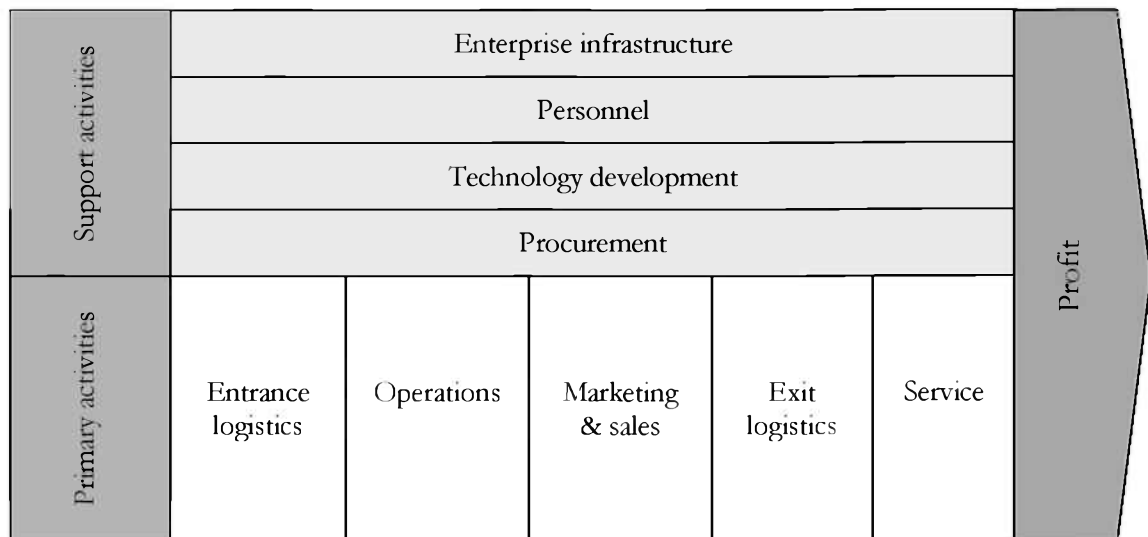 Support activities
Enterprise infrastructure
Personnel
Technology development
Procurement
Primary activities
Entrance
logistics
Operations
Marketing
& sales
Exit
logistics
Service
Profit